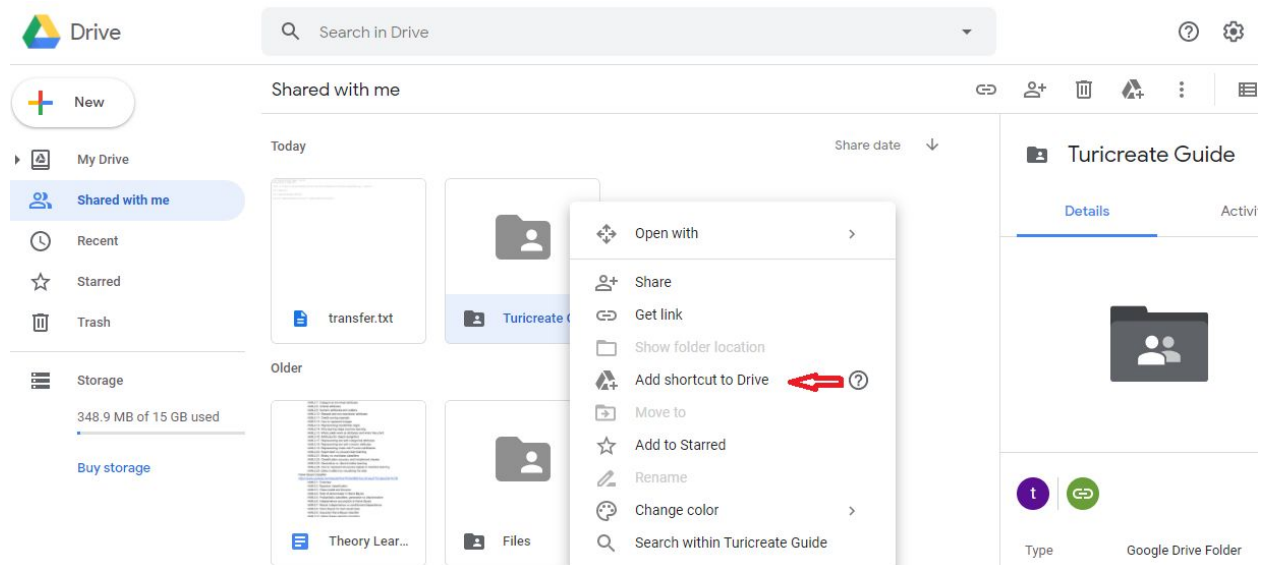 Drive
Search in Drive
New
My Drive
Shared with me
Recent
Starred
Trash
Storage
348.9 MB of 15 GB used
Buy storage
Shared with me
Today
Share date
transfer.txt
Turicreate
Older
Theory Lear...
Files
Open with
Share
Get link
Show folder location
Add shortcut to Drive
Move to
Add to Starred
Rename
Change color
Search within Turicreate Guide
Turicreate Guide
Details
Activi
t
Type
Google Drive Folder